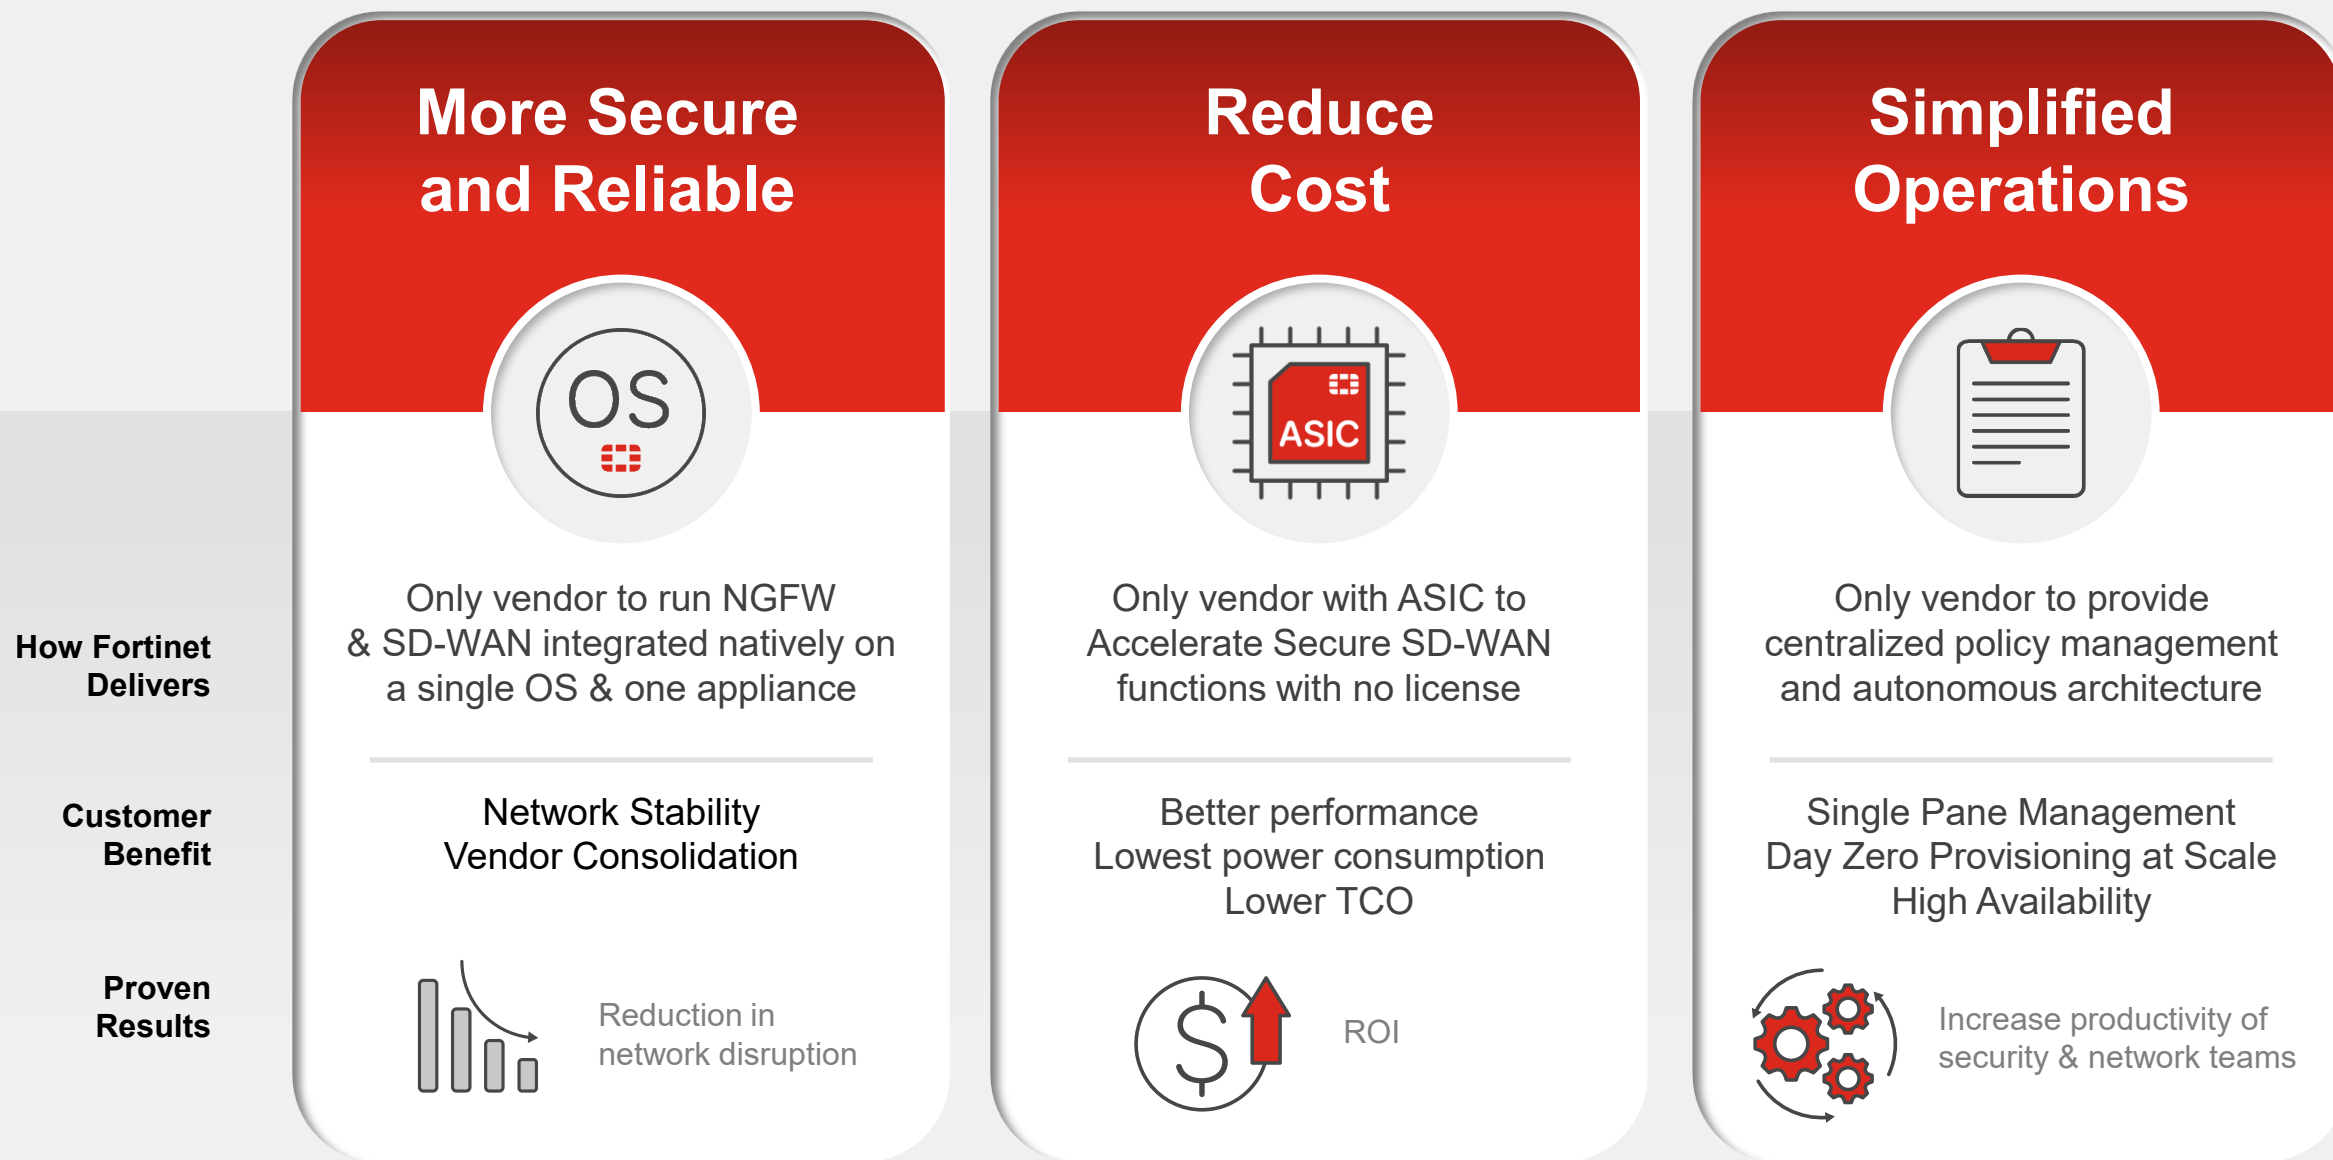 More Secure
and Reliable
OS
Only vendor to run NGFW
& SD-WAN integrated natively on
a single OS & one appliance
Network Stability
Vendor Consolidation
Reduction in
network disruption
Reduce
Cost
ASIC
Only vendor with ASIC to
Accelerate Secure SD-WAN
functions with no license
Better performance
Lowest power consumption
Lower TCO
$
ROI
Simplified
Operations
Only vendor to provide
centralized policy management
and autonomous architecture
Single Pane Management
Day Zero Provisioning at Scale
High Availability
Increase productivity of
security & network teams
How Fortinet
Delivers
Customer
Benefit
Proven
Results